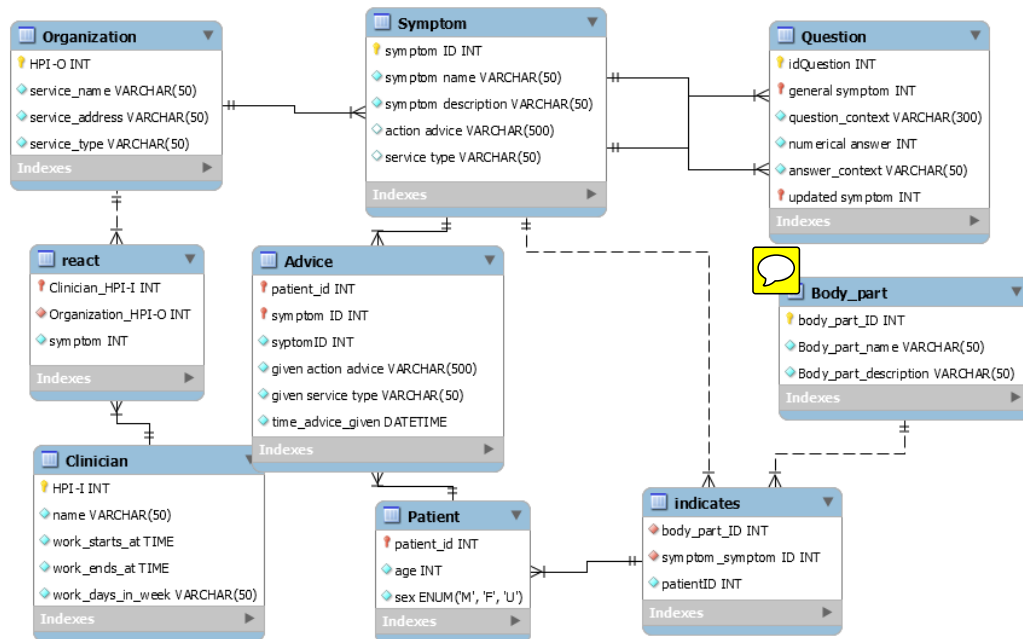 Organization
HPI-O INT
service_name VARCHAR(50)
service_address VARCHAR(50)
service_type VARCHAR(50)
Indexes
Symptom
symptom ID INT
symptom name VARCHAR(50)
symptom description VARCHAR(50)
action advice VARCHAR(500)
service type VARCHAR(50)
Indexes
Question
idQuestion INT
general symptom INT
question_context VARCHAR(300)
numerical answer INT
answer_context VARCHAR(50)
updated symptom INT
Indexes
react
Clinician_HPI-I INT
Organization_HPI-O INT
symptom INT
Indexes
Advice
patient_id INT
symptom ID INT
syptomID INT
given action advice VARCHAR(500)
given service type VARCHAR(50)
time_advice_given DATETIME
Indexes
Body_part
body_part_ID INT
Body_part_name VARCHAR(50)
Body_part_description VARCHAR(50)
Indexes
Clinician
HPI-I INT
name VARCHAR(50)
work_starts_at TIME
work_ends_at TIME
work_days_in_week VARCHAR(50)
Indexes
Patient
patient_id INT
age INT
sex ENUM('M', 'F', 'U')
Indexes
indicates
body_part_ID INT
symptom_symptom ID INT
patientID INT
Indexes